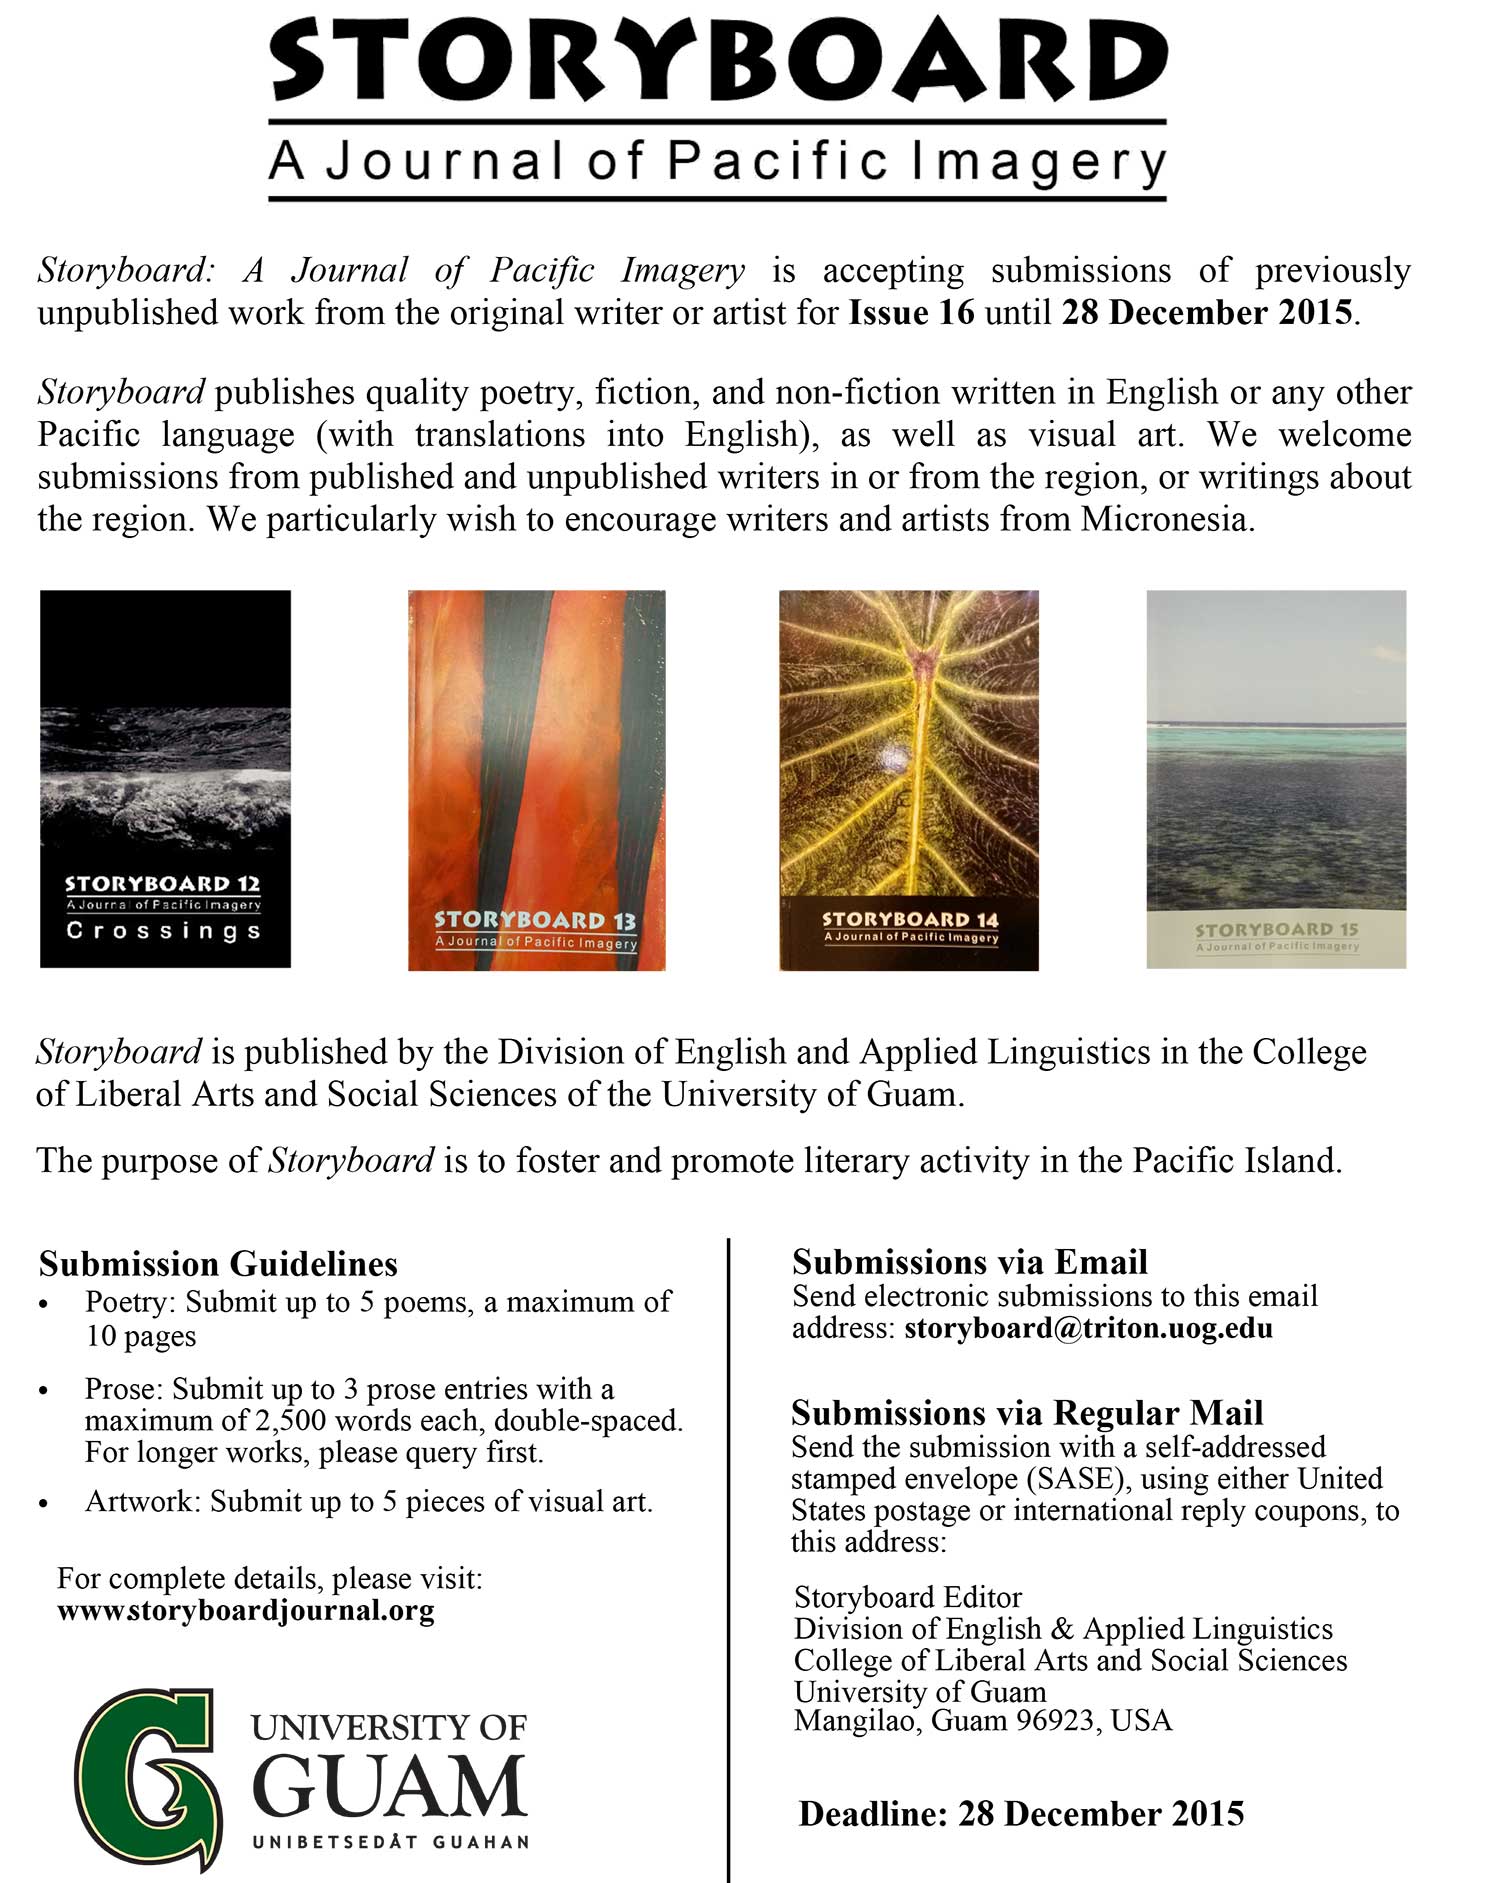 STORYBOARD
A Journal of Pacific Imagery
Storyboard: A Journal of Pacific Imagery is accepting submissions of previously
unpublished work from the original writer or artist for Issue 16 until 28 December 2015.
Storyboard publishes quality poetry, fiction, and non-fiction written in English or any other
Pacific language (with translations into English), as well as visual art. We welcome
submissions from published and unpublished writers in or from the region, or writings about
the region. We particularly wish to encourage writers and artists from Micronesia.
STORYBOARD 12
A Journal of Pacific Imagery
Crossings
STORYBOARD 13
A Journal of Pacific Imagery
STORYBOARD 14
A Journal of Pacific Imagery
STORYBOARD 15
A Journal of Pacific Imagery
Storyboard is published by the Division of English and Applied Linguistics in the College
of Liberal Arts and Social Sciences of the University of Guam.
The purpose of Storyboard is to foster and promote literary activity in the Pacific Island.
Submission Guidelines
• Poetry: Submit up to 5 poems, a maximum of
10 pages
• Prose: Submit up to 3 prose entries with a
maximum of 2,500 words each, double-spaced.
For longer works, please query first.
• Artwork: Submit up to 5 pieces of visual art.
For complete details, please visit:
www.storyboardjournal.org
UNIVERSITY OF
GUAM
UNIBETSEDÅT GUAHAN
Submissions via Email
Send electronic submissions to this email
address: storyboard@triton.uog.edu
Submissions via Regular Mail
Send the submission with a self-addressed
stamped envelope (SASE), using either United
States postage or international reply coupons, to
this address:
Storyboard Editor
Division of English & Applied Linguistics
College of Liberal Arts and Social Sciences
University of Guam
Mangilao, Guam 96923, USA
Deadline: 28 December 2015